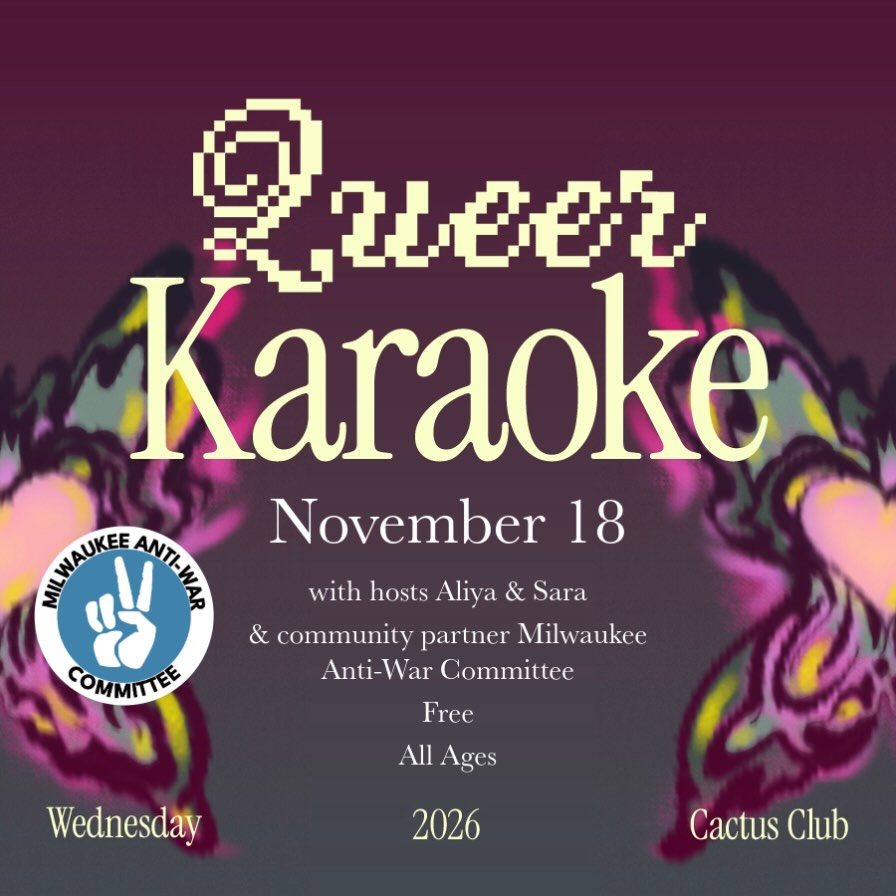 Queer
Karaoke
November 18
with hosts Aliya & Sara
& community partner Milwaukee
Anti-War Committee
Free
All Ages
MILWAUKEE ANTI-WAR
COMMITTEE
Wednesday
2026
Cactus Club